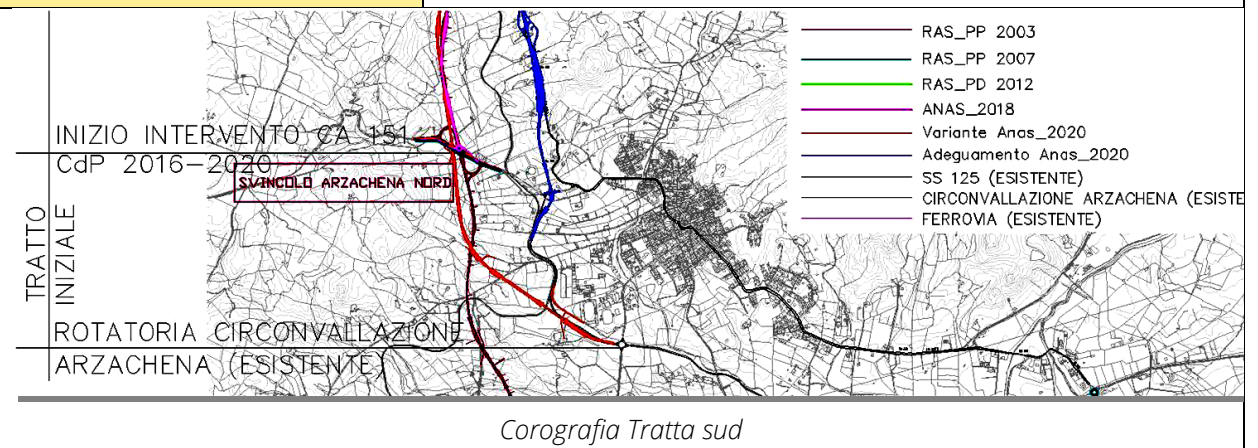 RAS_PP 2003
RAS_PP 2007
RAS_PD 2012
ANAS_2018
Variante Anas_2020
Adeguamento Anas_2020
SS 125 (ESISTENTE)
CIRCONVALLAZIONE ARZACHENA (ESISTE
FERROVIA (ESISTENTE)
INIZIO INTERVENTO CA 151
CdP 2016-2020
SVINCOLO ARZACHENA NORD
TRATTO
INIZIALE
ROTATORIA CIRCONVALLAZIONE
ARZACHENA (ESISTENTE)
Corografia Tratta sud